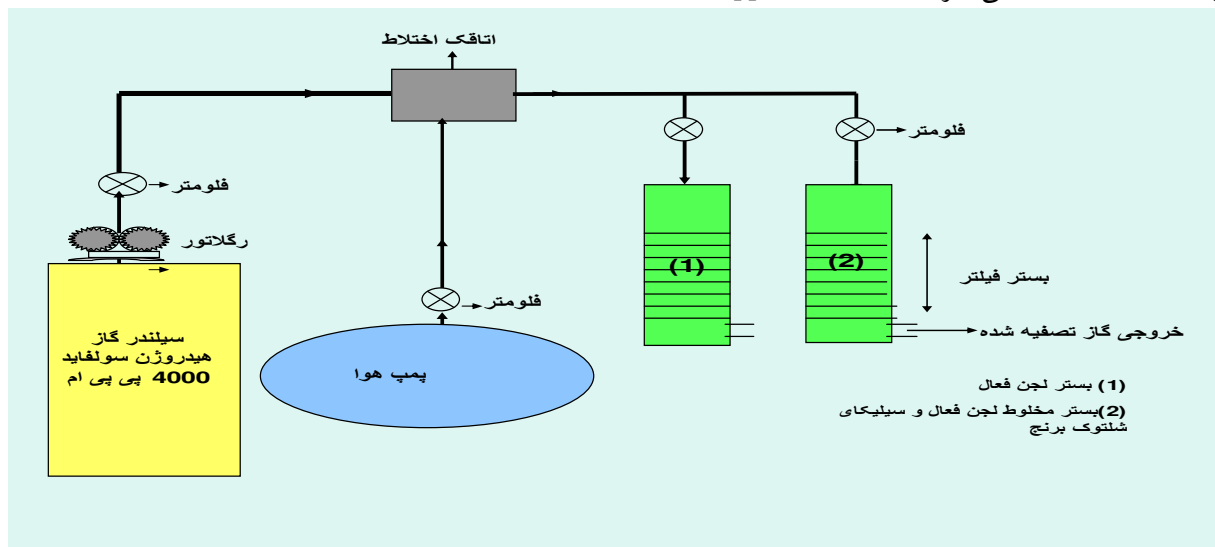 اتاقک اختلاط
فلومتر
فلومتر
رگلاتور
فلومتر
(1)
(2)
بستر فیلتر
خروجی گاز تصفیه شده
سیلندر گاز
هیدروژن سولفاید
4000 پی پی ام
پمپ هوا
(1) بستر لجن فعال
(2)بستر مخلوط لجن فعال و سیلیکای
شلتوک برنج